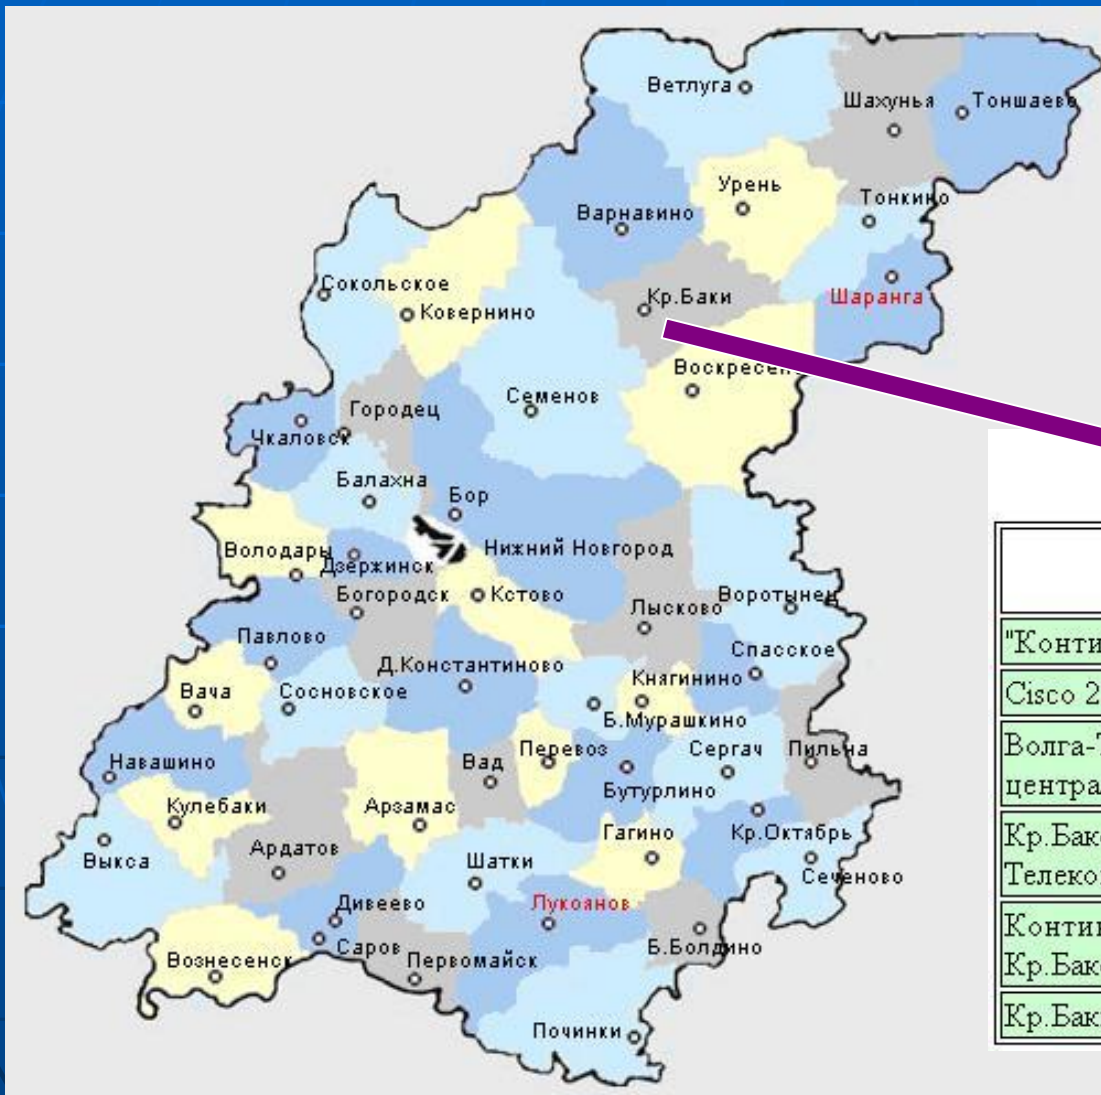 Ветлуга
Шахунья
Тоншаево
Урень
Тонкино
Варнавино
Сокольское
Ковернино
Кр.Баки
Шаранга
Воскресен
Семенов
Городец
Чкаловск
Балахна
Бор
Володары
Дзержинск
Нижний Новгород
Богородск
Кстово
Лысково
Воротынец
Павлово
Д.Константиново
Спасское
Вача
Сосновское
Княгинино
Б.Мурашкино
Навашино
Вад
Перевоз
Сергач
Пильна
Кулебаки
Арзамас
Бутурлино
Выкса
Ардатов
Шатки
Гагино
Кр.Октябрь
Сеченово
Дивеево
Лукоянов
Саров
Вознесенск
Первомайск
Б.Болдино
Починки
"Конти
Cisco 2
Волга-Т
центра
Кр.Бак
Телеко
Контин
Кр.Бак
Кр.Бак